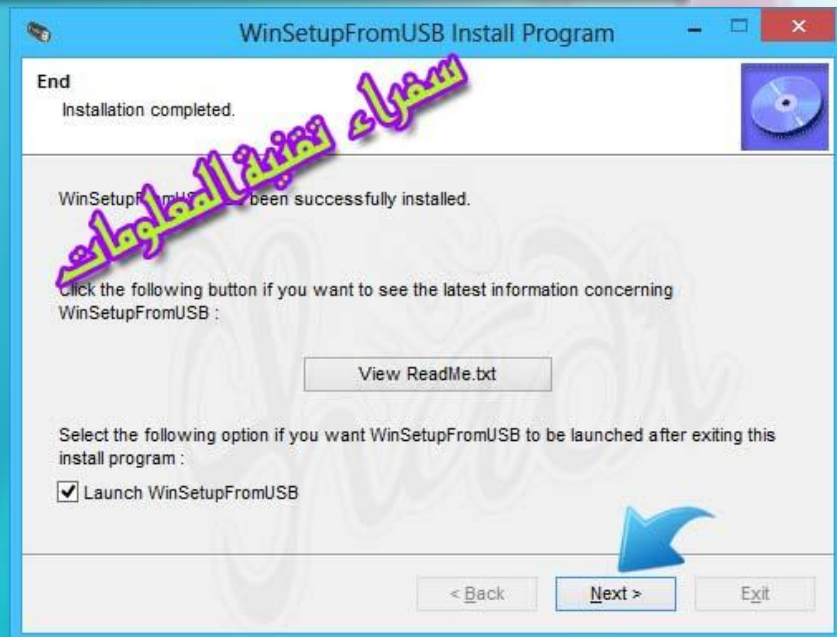 WinSetupFromUSB Install Program
End
Installation completed.
سفراء تقنية المعلومات
WinSetupFromUSB been successfully installed.
Click the following button if you want to see the latest information concerning
WinSetupFromUSB :
View ReadMe.txt
Select the following option if you want WinSetupFromUSB to be launched after exiting this
install program :
Launch WinSetupFromUSB
< Back
Next >
Exit